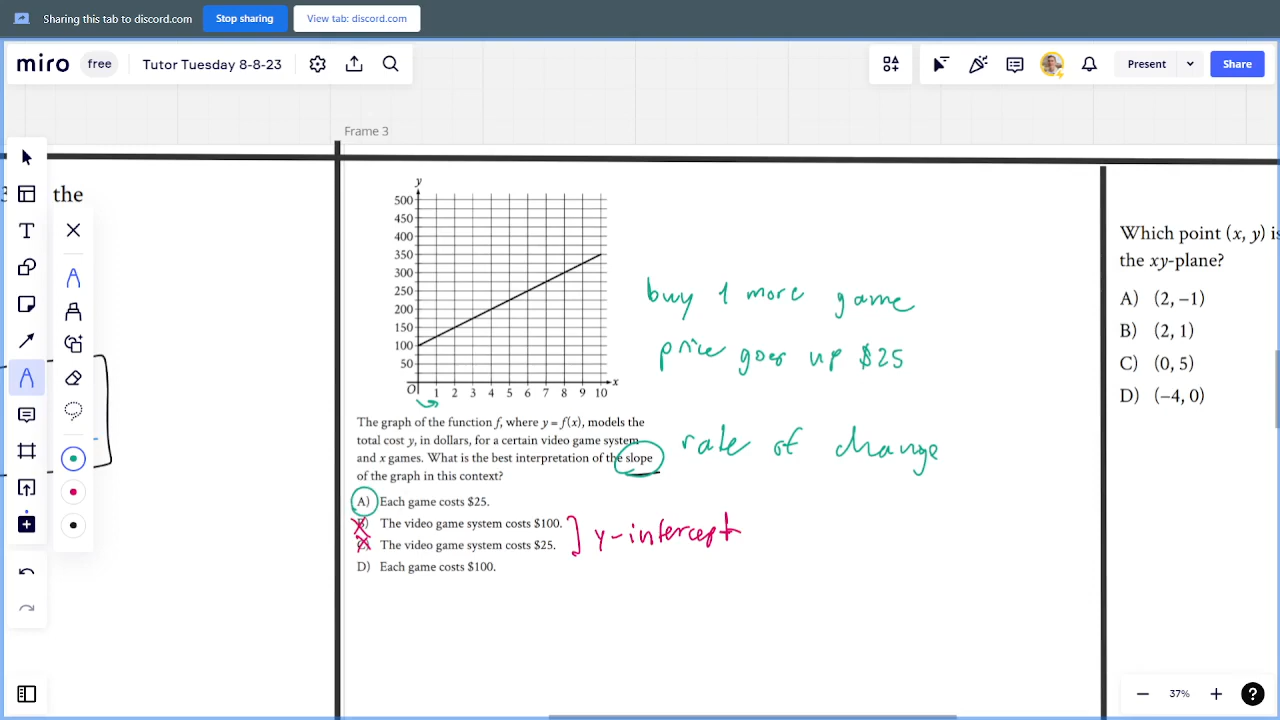 Sharing this tab to discord.com
Stop sharing
View tab: discord.com
miro
free
Tutor Tuesday 8-8-23
Present
Share
Frame 3
the
y
500
450
400
350
300
250
200
150
100
50
O
1 2 3 4 5 6 7 8 9 10
x
buy 1 more game
price goes up $25
The graph of the function f, where y = f(x), models the
total cost y, in dollars, for a certain video game system
and x games. What is the best interpretation of the slope
of the graph in this context?
rate of change
A) Each game costs $25.
B) The video game system costs $100.
C) The video game system costs $25.
D) Each game costs $100.
y-intercept
Which point (x, y) is
the xy-plane?
A) (2, −1)
B) (2, 1)
C) (0, 5)
D) (−4, 0)
37%